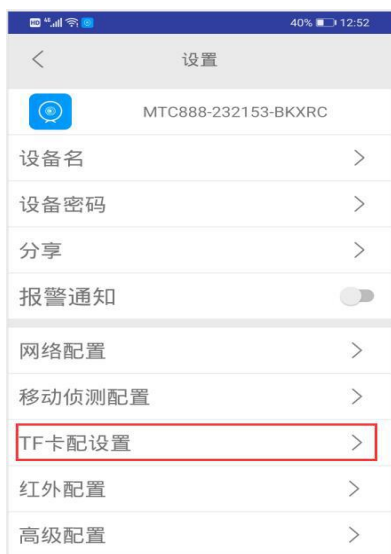 HD 4G 40% 12:52
设置
MTC888-232153-BKXRC
设备名
设备密码
分享
报警通知
网络配置
移动侦测配置
TF卡配设置
红外配置
高级配置